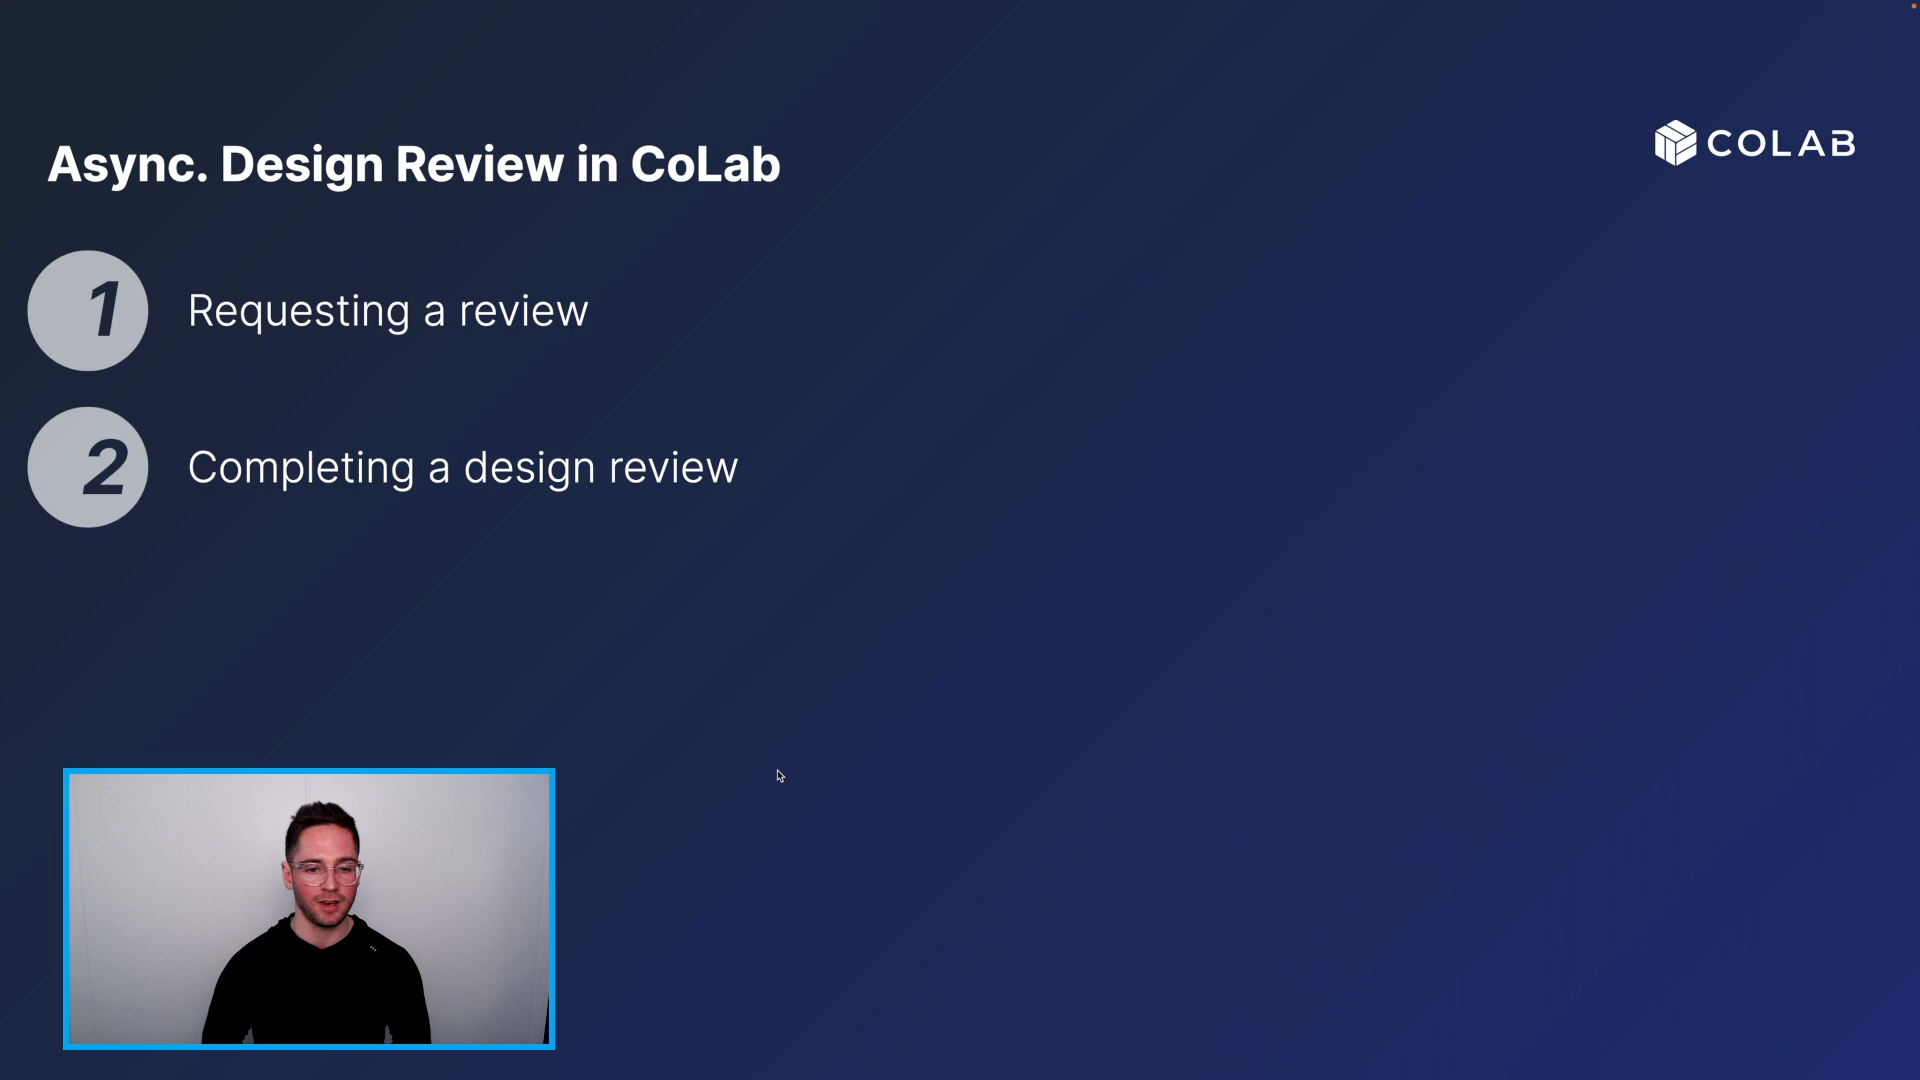 Async. Design Review in CoLab
COLAB
1 Requesting a review
2 Completing a design review